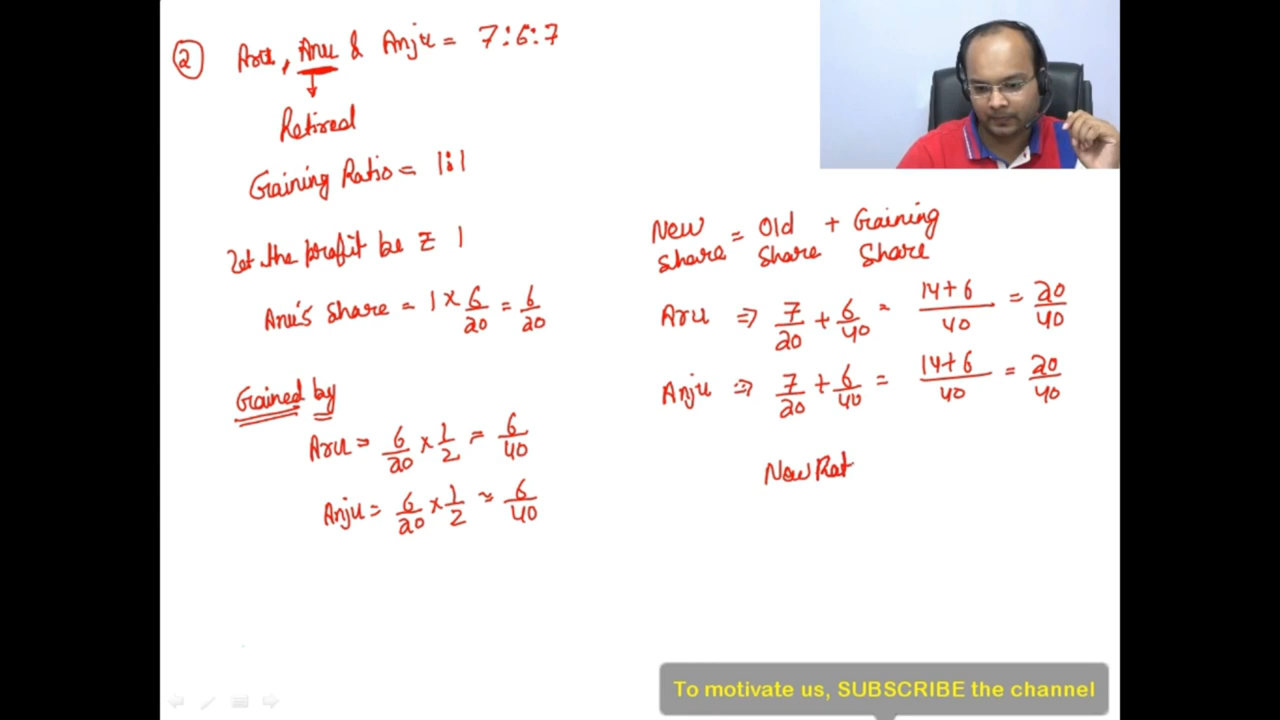 ② Aru, Anu & Anju = 7:6:7
↓
Retired
Gaining Ratio = 1:1
Let the profit be ₹ 1
Anu's share = 1 × 6/20 = 6/20
Gained by
Aru = 6/20 × 1/2 = 6/40
Anju = 6/20 × 1/2 = 6/40
New share = Old share + Gaining share
Aru ⇒ 7/20 + 6/40 = 14+6/40 = 20/40
Anju ⇒ 7/20 + 6/40 = 14+6/40 = 20/40
New Rat
To motivate us, SUBSCRIBE the channel